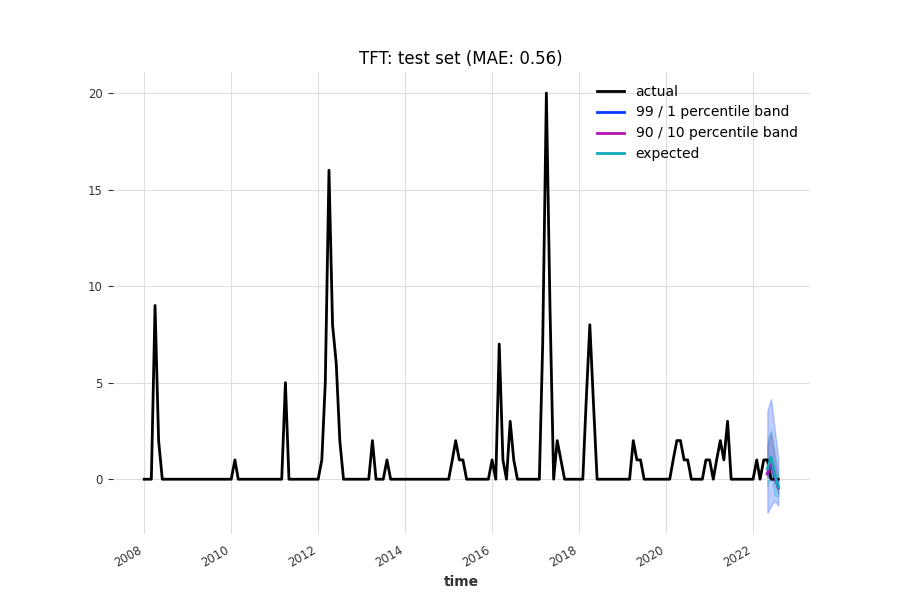 TFT: test set (MAE: 0.56)
actual
99 / 1 percentile band
90 / 10 percentile band
expected
20
15
10
5
0
2008
2010
2012
2014
2016
2018
2020
2022
time